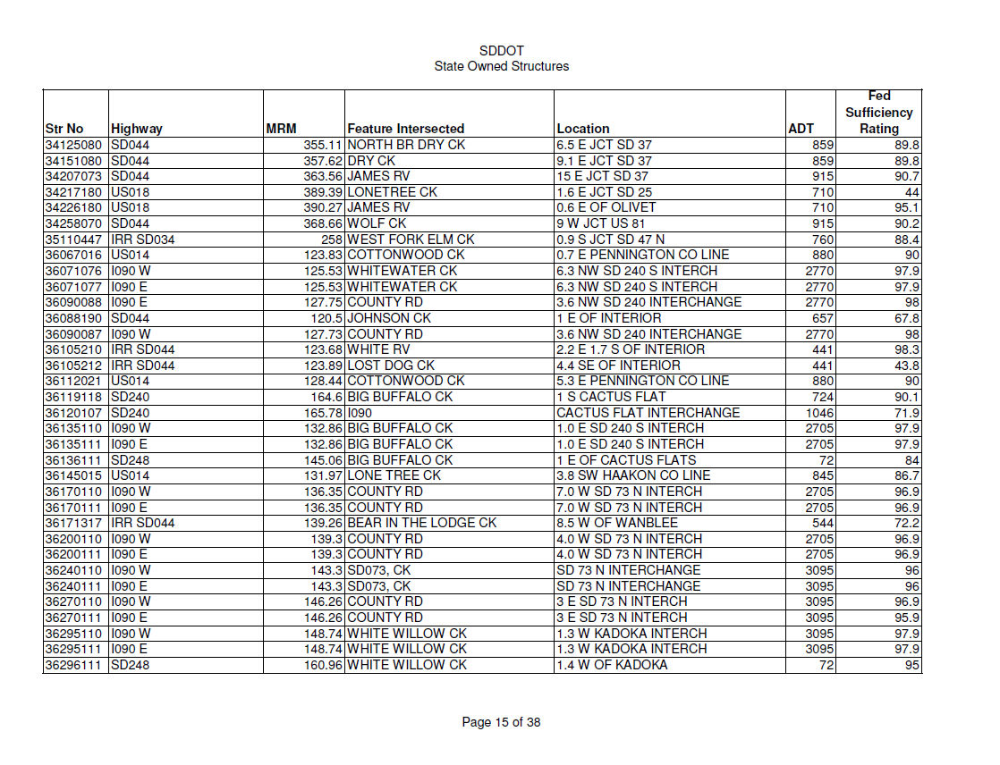 SDDOT
State Owned Structures
Fed
Sufficiency
Str No Highway MRM Feature Intersected Location ADT Rating
34125080 SD044 355.11 NORTH BR DRY CK 6.5 E JCT SD 37 859 89.8
34151080 SD044 357.62 DRY CK 9.1 E JCT SD 37 859 89.8
34207073 SD044 363.56 JAMES RV 15 E JCT SD 37 915 90.7
34217180 US018 389.39 LONETREE CK 1.6 E JCT SD 25 710 44
34226180 US018 390.27 JAMES RV 0.6 E OF OLIVET 710 95.1
34258070 SD044 368.66 WOLF CK 9 W JCT US 81 915 90.2
35110447 IRR SD034 258 WEST FORK ELM CK 0.9 S JCT SD 47 N 760 88.4
36067016 US014 123.83 COTTONWOOD CK 0.7 E PENNINGTON CO LINE 880 90
36071076 I090 W 125.53 WHITEWATER CK 6.3 NW SD 240 S INTERCH 2770 97.9
36071077 I090 E 125.53 WHITEWATER CK 6.3 NW SD 240 S INTERCH 2770 97.9
36090088 I090 E 127.75 COUNTY RD 3.6 NW SD 240 INTERCHANGE 2770 98
36088190 SD044 120.5 JOHNSON CK 1 E OF INTERIOR 657 67.8
36090087 I090 W 127.73 COUNTY RD 3.6 NW SD 240 INTERCHANGE 2770 98
36105210 IRR SD044 123.68 WHITE RV 2.2 E 1.7 S OF INTERIOR 441 98.3
36105212 IRR SD044 123.89 LOST DOG CK 4.4 SE OF INTERIOR 441 43.8
36112021 US014 128.44 COTTONWOOD CK 5.3 E PENNINGTON CO LINE 880 90
36119118 SD240 164.6 BIG BUFFALO CK 1 S CACTUS FLAT 724 90.1
36120107 SD240 165.78 I090 CACTUS FLAT INTERCHANGE 1046 71.9
36135110 I090 W 132.86 BIG BUFFALO CK 1.0 E SD 240 S INTERCH 2705 97.9
36135111 I090 E 132.86 BIG BUFFALO CK 1.0 E SD 240 S INTERCH 2705 97.9
36136111 SD248 145.06 BIG BUFFALO CK 1 E OF CACTUS FLATS 72 84
36145015 US014 131.97 LONE TREE CK 3.8 SW HAAKON CO LINE 845 86.7
36170110 I090 W 136.35 COUNTY RD 7.0 W SD 73 N INTERCH 2705 96.9
36170111 I090 E 136.35 COUNTY RD 7.0 W SD 73 N INTERCH 2705 96.9
36171317 IRR SD044 139.26 BEAR IN THE LODGE CK 8.5 W OF WANBLEE 544 72.2
36200110 I090 W 139.3 COUNTY RD 4.0 W SD 73 N INTERCH 2705 96.9
36200111 I090 E 139.3 COUNTY RD 4.0 W SD 73 N INTERCH 2705 96.9
36240110 I090 W 143.3 SD073, CK SD 73 N INTERCHANGE 3095 96
36240111 I090 E 143.3 SD073, CK SD 73 N INTERCHANGE 3095 96
36270110 I090 W 146.26 COUNTY RD 3 E SD 73 N INTERCH 3095 96.9
36270111 I090 E 146.26 COUNTY RD 3 E SD 73 N INTERCH 3095 95.9
36295110 I090 W 148.74 WHITE WILLOW CK 1.3 W KADOKA INTERCH 3095 97.9
36295111 I090 E 148.74 WHITE WILLOW CK 1.3 W KADOKA INTERCH 3095 97.9
36296111 SD248 160.96 WHITE WILLOW CK 1.4 W OF KADOKA 72 95
Page 15 of 38